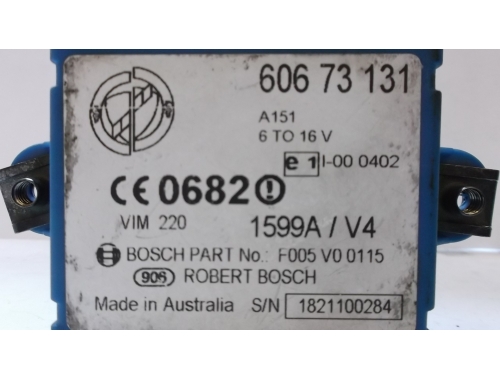 606 73 131
A151
6 TO 16 V
e 1 I-00 0402
CE 0682
VIM 220 1599A / V4
BOSCH PART No.: F005 V0 0115
906 ROBERT BOSCH
Made in Australia S/N 1821100284